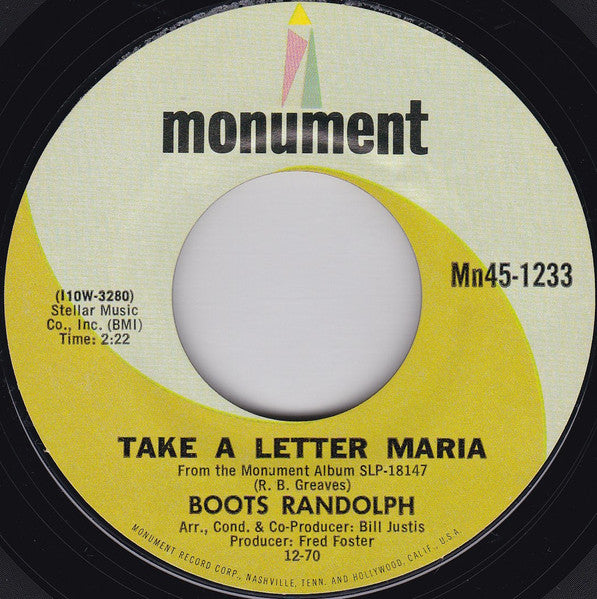 monument
Mn45-1233
(I10W-3280)
Stellar Music
Co., Inc. (BMI)
Time: 2:22
TAKE A LETTER MARIA
From the Monument Album SLP-18147
(R. B. Greaves)
BOOTS RANDOLPH
Arr., Cond. & Co-Producer: Bill Justis
Producer: Fred Foster
12-70
MONUMENT RECORD CORP., NASHVILLE, TENN. AND HOLLYWOOD, CALIF., U.S.A.